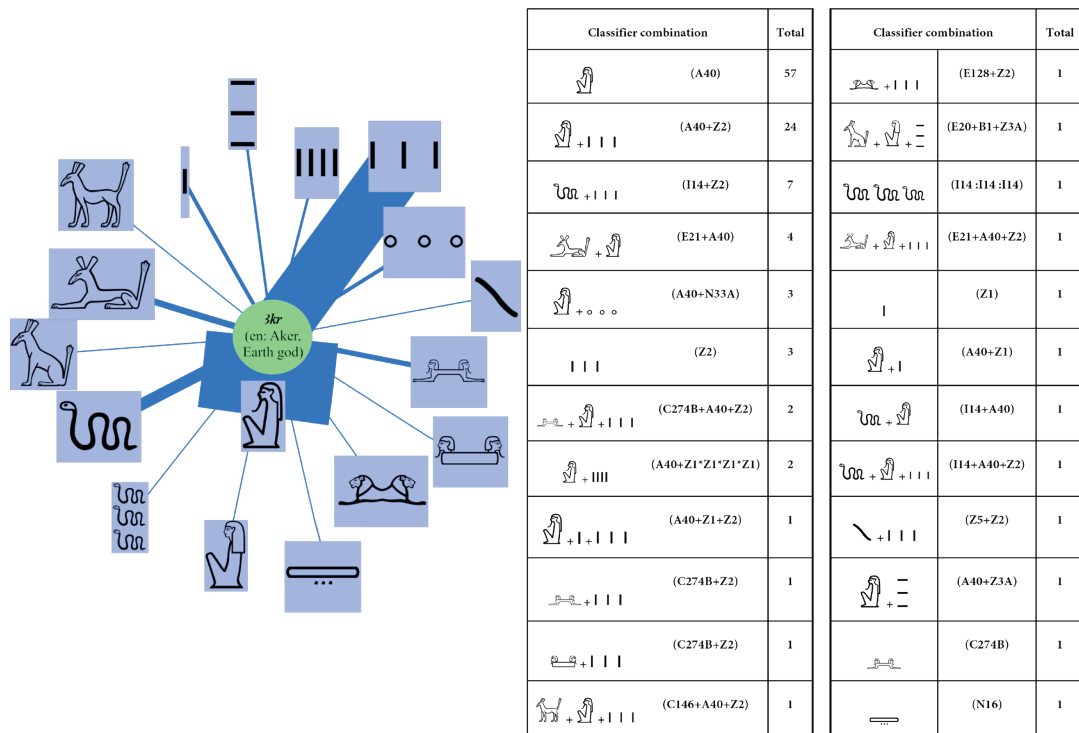 3kr
(en: Aker,
Earth god)
Classifier combination Total
(A40) 57
+ (A40+Z2) 24
+ (I14+Z2) 7
+ (E21+A40) 4
+ (A40+N33A) 3
(Z2) 3
+ + (C274B+A40+Z2) 2
+ (A40+Z1*Z1*Z1*Z1) 2
+ + (A40+Z1+Z2) 1
+ (C274B+Z2) 1
+ (C274B+Z2) 1
+ + (C146+A40+Z2) 1
Classifier combination Total
+ (E128+Z2) 1
+ + (E20+B1+Z3A) 1
(I14 :I14 :I14) 1
+ + (E21+A40+Z2) 1
(Z1) 1
+ (A40+Z1) 1
+ (I14+A40) 1
+ + (I14+A40+Z2) 1
+ (Z5+Z2) 1
+ (A40+Z3A) 1
(C274B) 1
(N16) 1